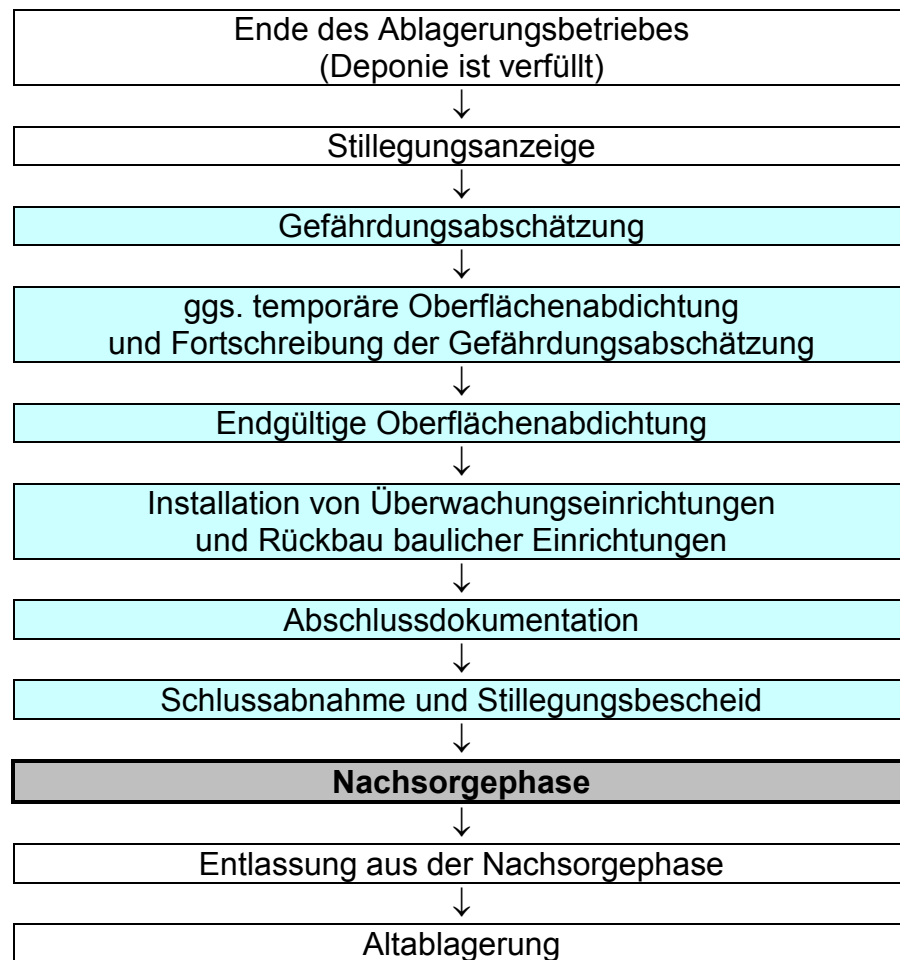 Ende des Ablagerungsbetriebes
(Deponie ist verfüllt)
↓
Stillegungsanzeige
↓
Gefährdungsabschätzung
↓
ggs. temporäre Oberflächenabdichtung
und Fortschreibung der Gefährdungsabschätzung
↓
Endgültige Oberflächenabdichtung
↓
Installation von Überwachungseinrichtungen
und Rückbau baulicher Einrichtungen
↓
Abschlussdokumentation
↓
Schlussabnahme und Stillegungsbescheid
↓
Nachsorgephase
↓
Entlassung aus der Nachsorgephase
↓
Altablagerung